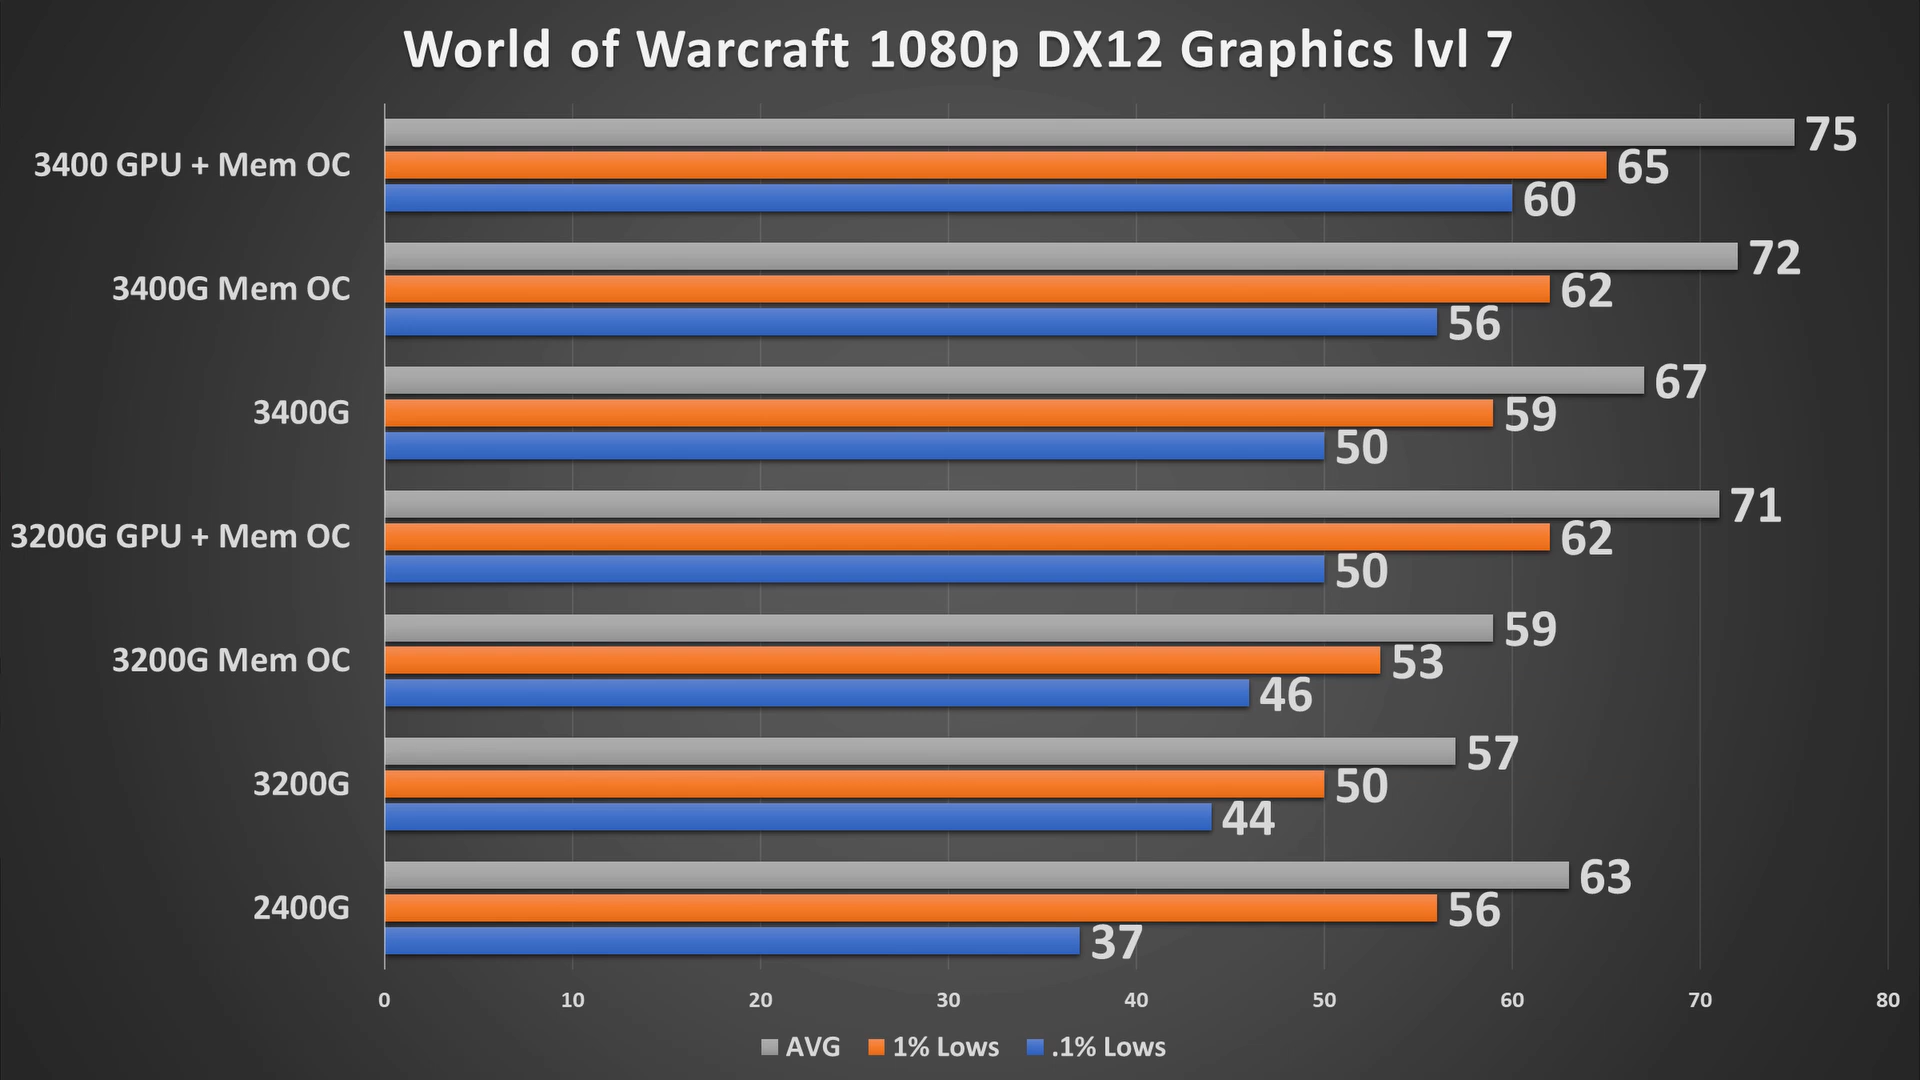 World of Warcraft 1080p DX12 Graphics lvl 7
3400 GPU + Mem OC
75
65
60
3400G Mem OC
72
62
56
3400G
67
59
50
3200G GPU + Mem OC
71
62
50
3200G Mem OC
59
53
46
3200G
57
50
44
2400G
63
56
37
0 10 20 30 40 50 60 70 80
AVG 1% Lows .1% Lows